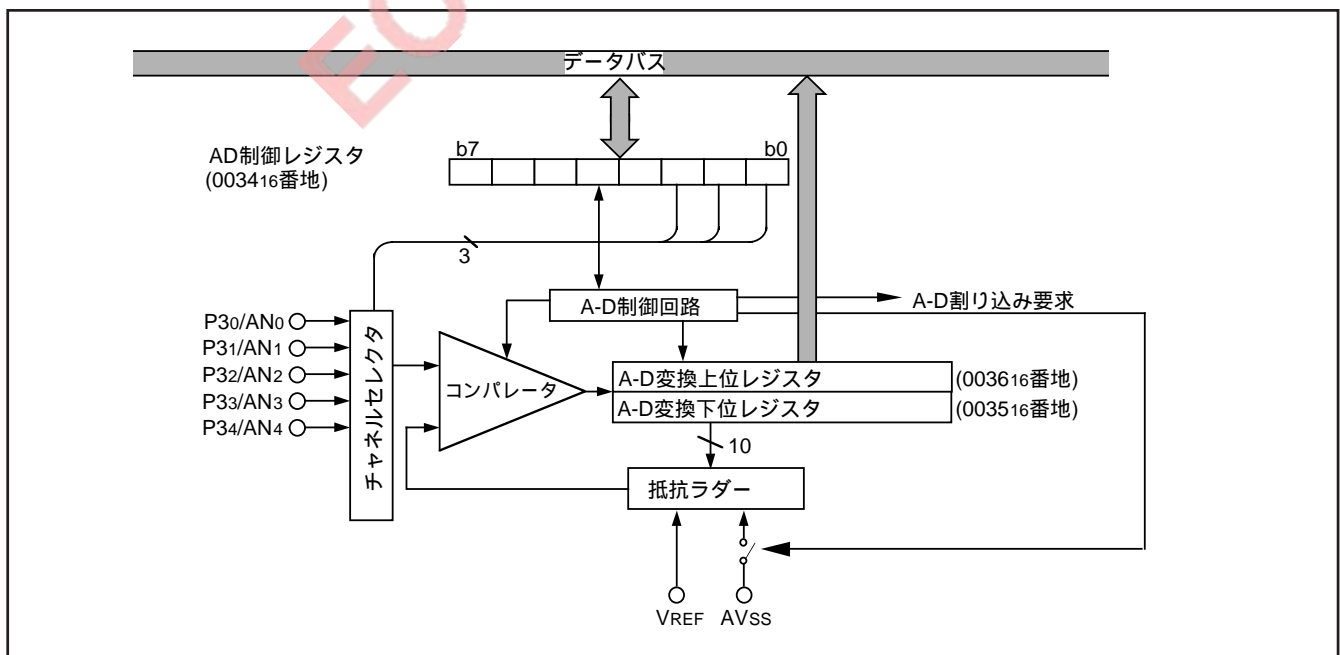 EO
データバス
AD制御レジスタ
(003416番地)
b7
b0
3
A-D制御回路
A-D割り込み要求
P30/AN0
P31/AN1
P32/AN2
P33/AN3
P34/AN4
チャネルセレクタ
コンパレータ
A-D変換上位レジスタ
(003616番地)
A-D変換下位レジスタ
(003516番地)
10
抵抗ラダー
VREF
AVSS